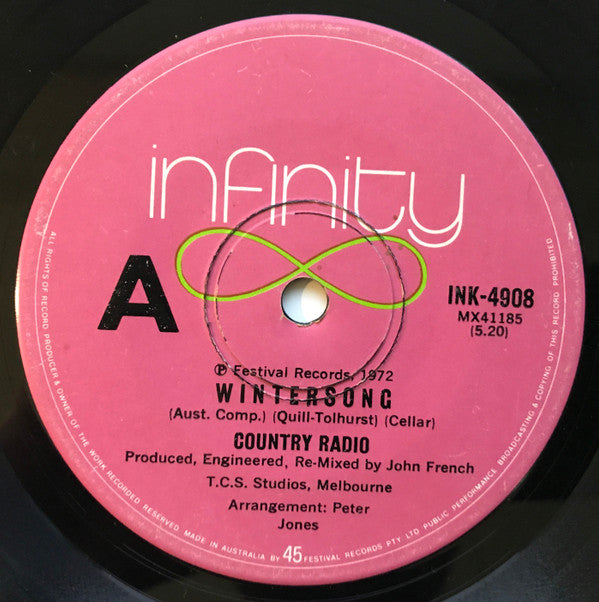 infinity
A
INK-4908
MX41185
(5.20)
℗ Festival Records, 1972
WINTERSONG
(Aust. Comp.) (Quill-Tolhurst) (Cellar)
COUNTRY RADIO
Produced, Engineered, Re-Mixed by John French
T.C.S. Studios, Melbourne
Arrangement: Peter
Jones
ALL RIGHTS OF RECORD PRODUCER & OWNER OF THE WORK RECORDED RESERVED UNAUTHORISED PUBLIC PERFORMANCE BROADCASTING & COPYING OF THIS RECORD PROHIBITED
MADE IN AUSTRALIA BY 45 FESTIVAL RECORDS PTY LTD